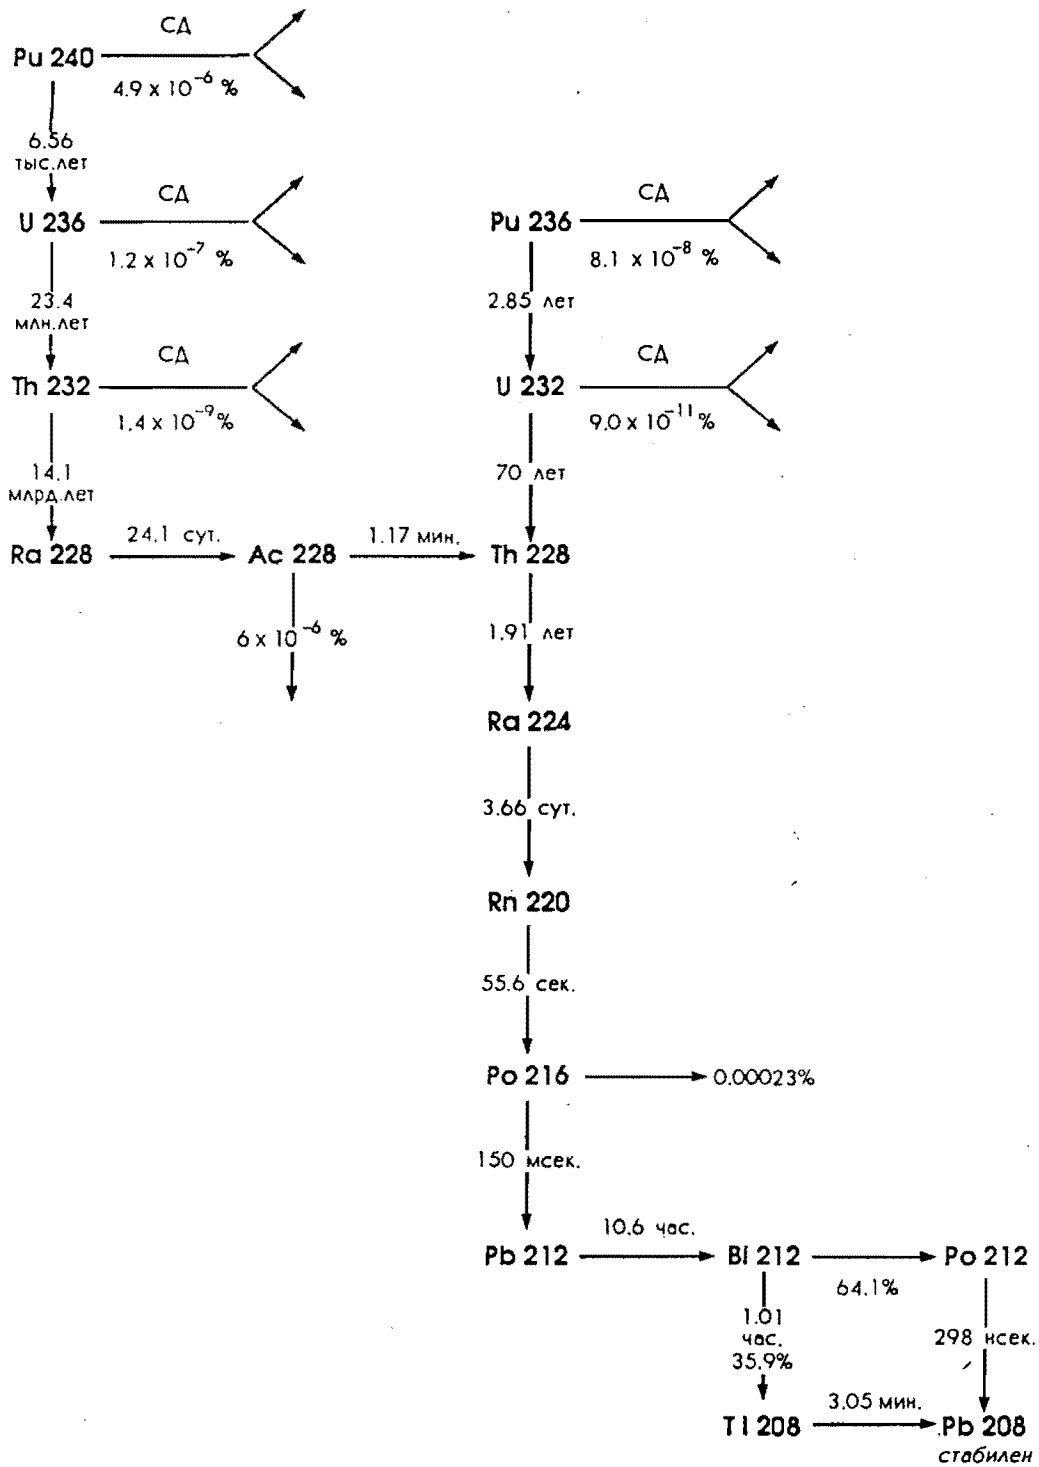 СД
Pu 240
4.9 x 10⁻⁶ %
6.56
тыс.лет
СД
СД
U 236
Pu 236
1.2 x 10⁻⁷ %
8.1 x 10⁻⁸ %
23.4
млн.лет
2.85 лет
СД
СД
Th 232
U 232
1.4 x 10⁻⁹%
9.0 x 10⁻¹¹%
14.1
млрд.лет
70 лет
24.1 сут.
1.17 мин.
Ra 228
Ac 228
Th 228
6 x 10⁻⁶ %
1.91 лет
Ra 224
3.66 сут.
Rn 220
55.6 сек.
Po 216
0.00023%
150 мсек.
10.6 час.
Pb 212
Bi 212
Po 212
64.1%
1.01
час.
35.9%
298 нсек.
3.05 мин.
Tl 208
Pb 208
стабилен